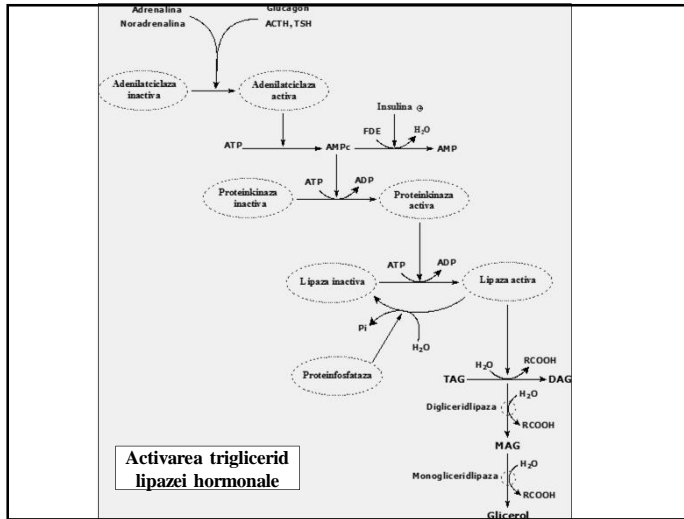 Adrenalina
Noradrenalina
Glucagon
ACTH, TSH
Adenilatciclaza
inactiva
Adenilatciclaza
activa
Insulina ⊕
FDE
H₂O
ATP
AMPc
AMP
ATP
ADP
Proteinkinaza
inactiva
Proteinkinaza
activa
ATP
ADP
Lipaza inactiva
Lipaza activa
Pi
H₂O
Proteinfosfataza
H₂O
RCOOH
TAG
DAG
H₂O
Digliceridlipaza
RCOOH
MAG
H₂O
Monogliceridlipaza
RCOOH
Glicerol
Activarea triglicerid
lipazei hormonale